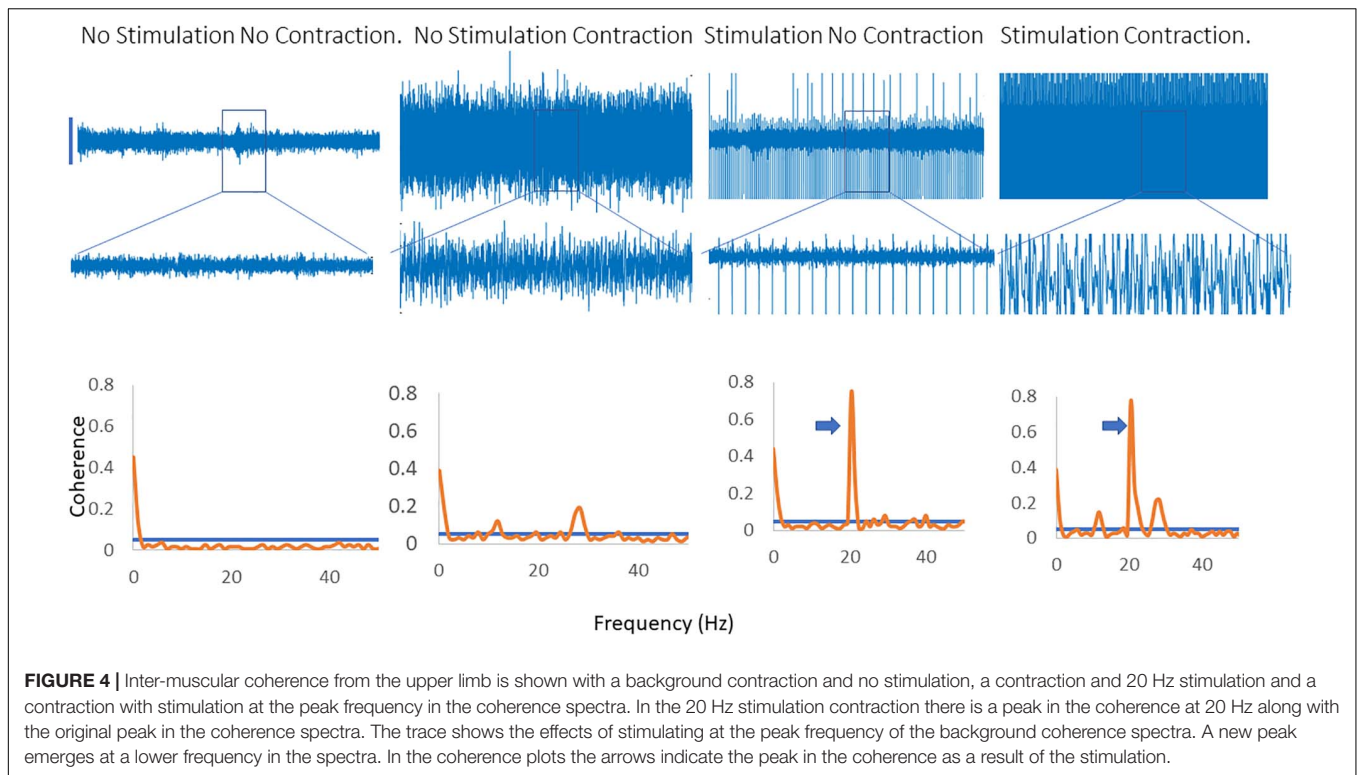 No Stimulation No Contraction. No Stimulation Contraction Stimulation No Contraction Stimulation Contraction.
0.8 0.8 0.8 0.8
0.6 0.6 0.6 0.6
0.4 0.4 0.4 0.4
0.2 0.2 0.2 0.2
0 0 0 0
Coherence
0 20 40 0 20 40 0 20 40 0 20 40
Frequency (Hz)
FIGURE 4 | Inter-muscular coherence from the upper limb is shown with a background contraction and no stimulation, a contraction and 20 Hz stimulation and a
contraction with stimulation at the peak frequency in the coherence spectra. In the 20 Hz stimulation contraction there is a peak in the coherence at 20 Hz along with
the original peak in the coherence spectra. The trace shows the effects of stimulating at the peak frequency of the background coherence spectra. A new peak
emerges at a lower frequency in the spectra. In the coherence plots the arrows indicate the peak in the coherence as a result of the stimulation.